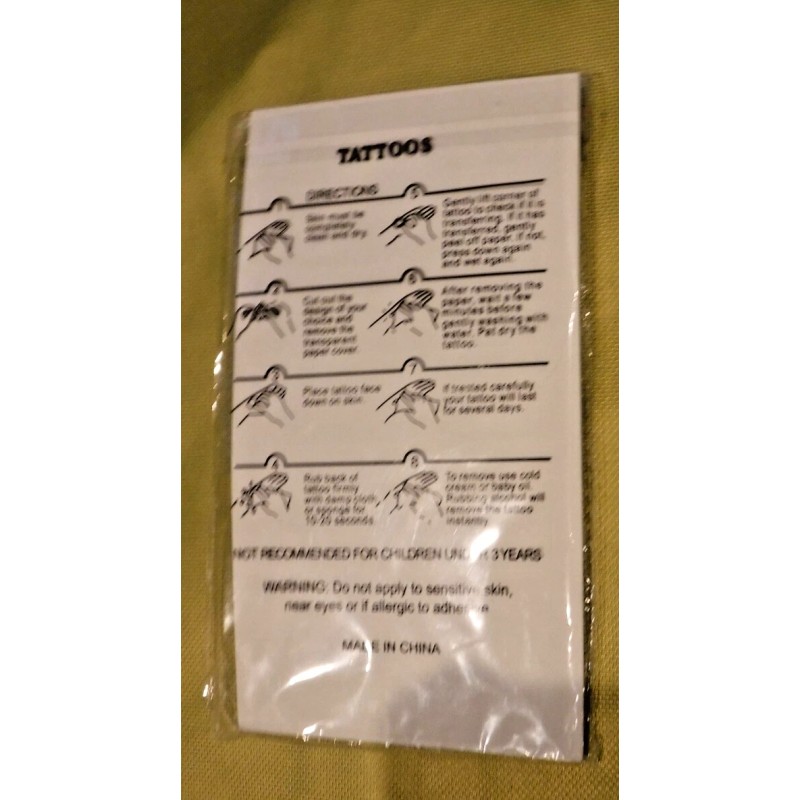 TATTOOS
DIRECTIONS
1
Skin must be
completely
clean and dry.
2
Cut out the
design of your
choice and
remove the
transparent
paper cover.
3
Place tattoo face
down on skin.
4
Rub back of
tattoo firmly
with damp cloth
or sponge for
10-20 seconds.
5
Gently lift corner of
tattoo to check if it is
transferring. If it has
transferred, gently
peel off paper. If not,
press down again
and wet again.
6
After removing the
paper, wait a few
minutes before
gently washing with
water. Pat dry the
tattoo.
7
If treated carefully
your tattoo will last
for several days.
8
To remove use cold
cream or baby oil.
Rubbing alcohol will
remove the tattoo
instantly.
NOT RECOMMENDED FOR CHILDREN UNDER 3 YEARS
WARNING: Do not apply to sensitive skin,
near eyes or if allergic to adhesive
MADE IN CHINA